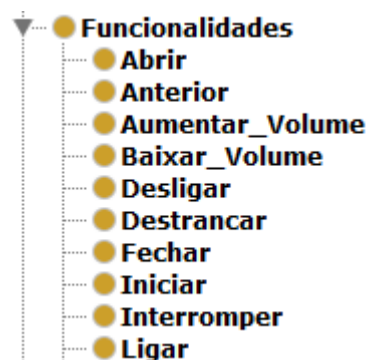 Funcionalidades
Abrir
Anterior
Aumentar_Volume
Baixar_Volume
Desligar
Destrancar
Fechar
Iniciar
Interromper
Ligar